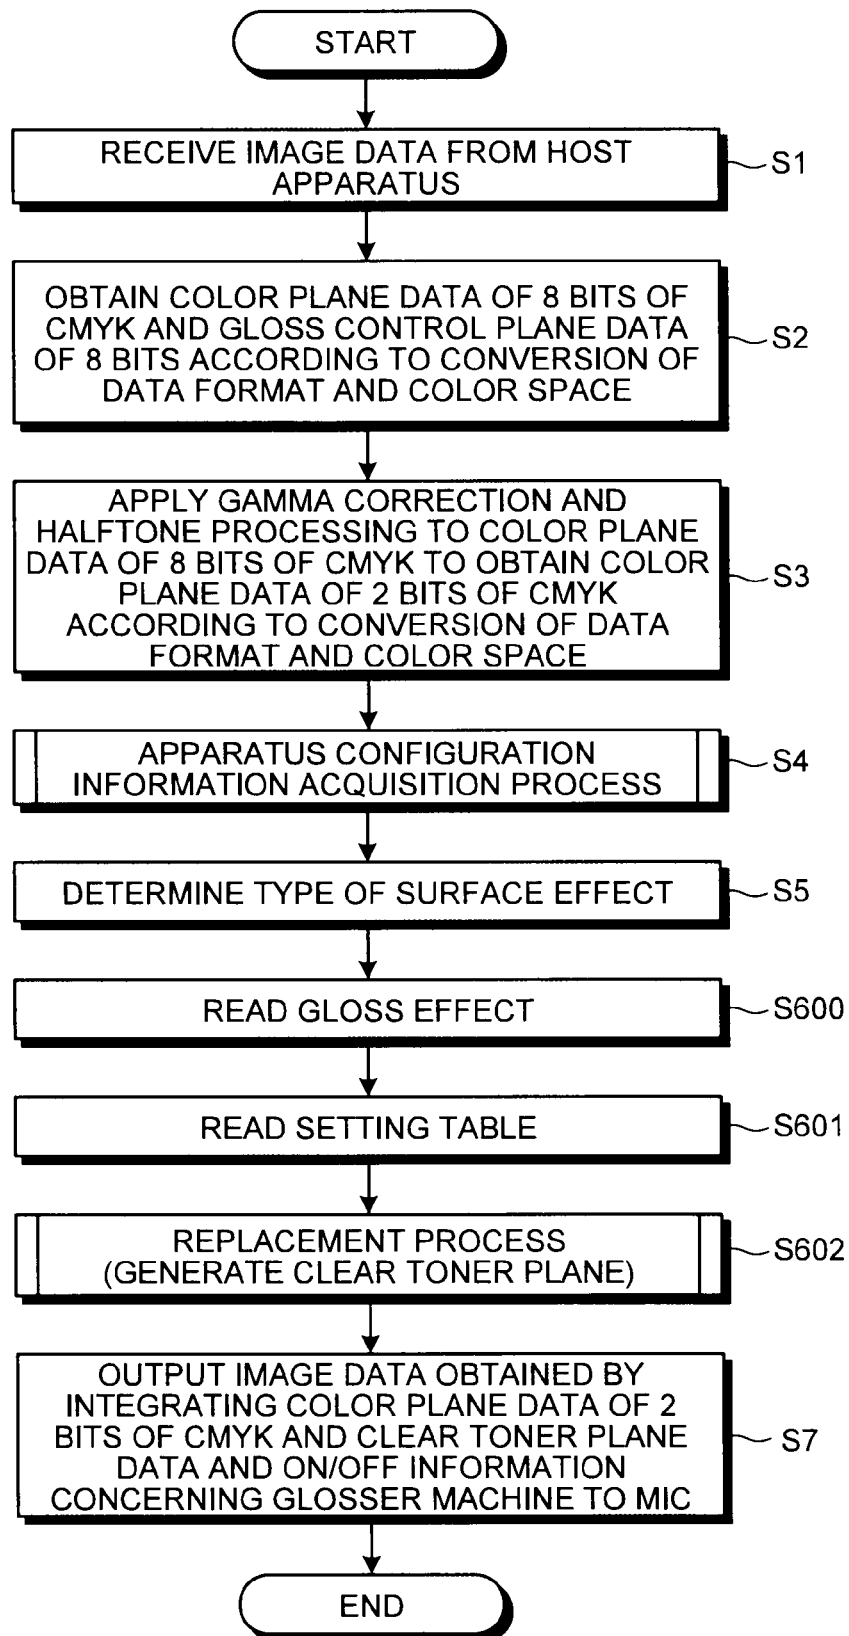 START
RECEIVE IMAGE DATA FROM HOST
APPARATUS
S1
OBTAIN COLOR PLANE DATA OF 8 BITS OF
CMYK AND GLOSS CONTROL PLANE DATA
OF 8 BITS ACCORDING TO CONVERSION OF
DATA FORMAT AND COLOR SPACE
S2
APPLY GAMMA CORRECTION AND
HALFTONE PROCESSING TO COLOR PLANE
DATA OF 8 BITS OF CMYK TO OBTAIN COLOR
PLANE DATA OF 2 BITS OF CMYK
ACCORDING TO CONVERSION OF DATA
FORMAT AND COLOR SPACE
S3
APPARATUS CONFIGURATION
INFORMATION ACQUISITION PROCESS
S4
DETERMINE TYPE OF SURFACE EFFECT
S5
READ GLOSS EFFECT
S600
READ SETTING TABLE
S601
REPLACEMENT PROCESS
(GENERATE CLEAR TONER PLANE)
S602
OUTPUT IMAGE DATA OBTAINED BY
INTEGRATING COLOR PLANE DATA OF 2
BITS OF CMYK AND CLEAR TONER PLANE
DATA AND ON/OFF INFORMATION
CONCERNING GLOSSER MACHINE TO MIC
S7
END